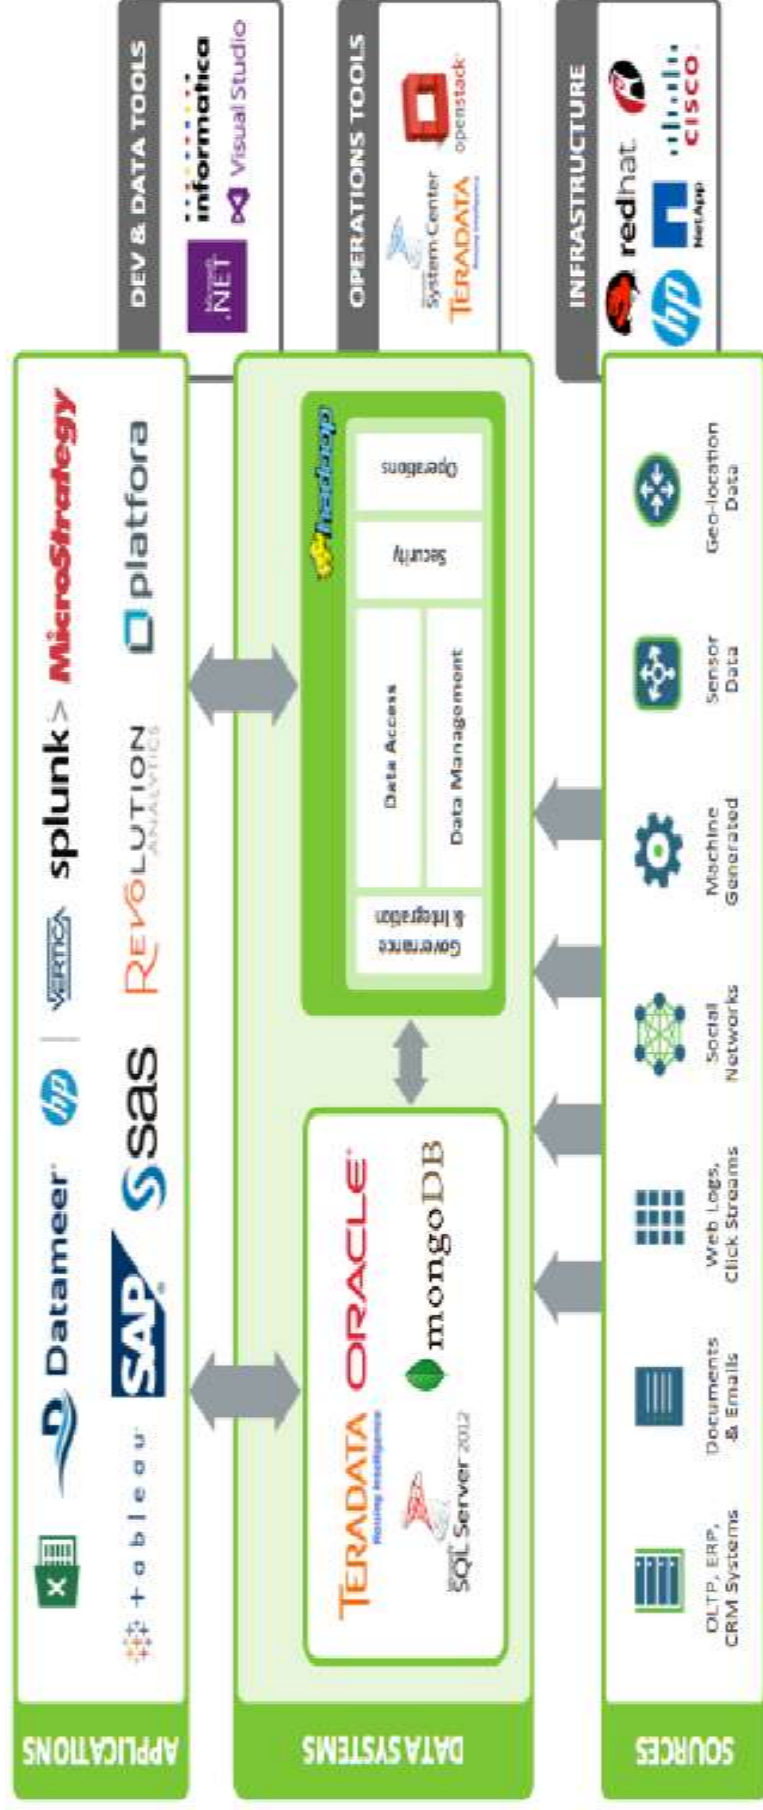 APPLICATIONS
Datameer
hp
VERTICA
splunk>
MicroStrategy
+ a b l e a u
SAP
sas
REVOLUTION
ANALYTICS
platfora
DATA SYSTEMS
TERADATA
ORACLE
Microsoft
SQL Server 2012
mongoDB
hadoop
Governance
& Integration
Data Access
Data Management
Security
Operations
SOURCES
OLTP, ERP,
CRM Systems
Documents
& Emails
Web Logs,
Click Streams
Social
Networks
Machine
Generated
Sensor
Data
Geo-location
Data
DEV & DATA TOOLS
Microsoft
.NET
informatica
Visual Studio
OPERATIONS TOOLS
System Center
TERADATA
openstack
INFRASTRUCTURE
redhat
hp
NetApp
CISCO